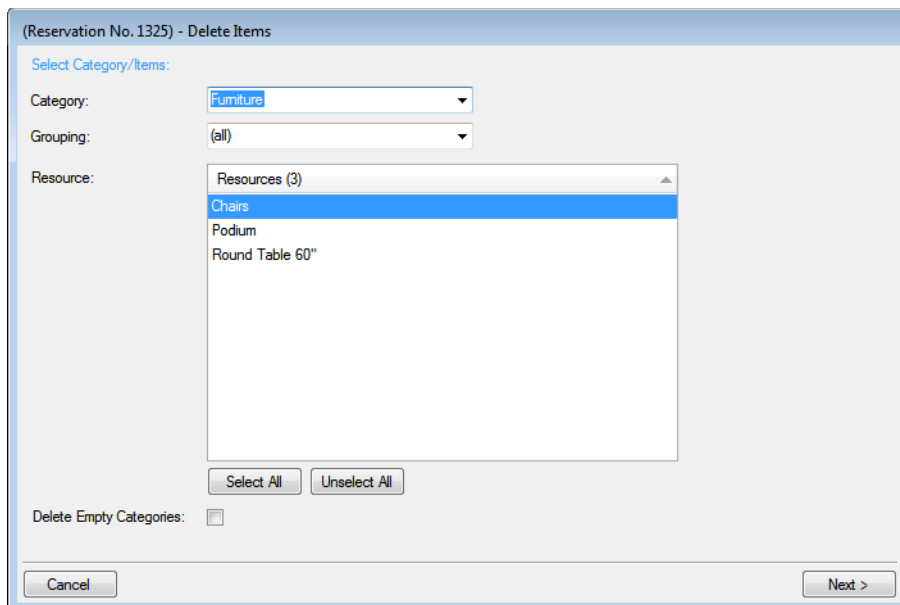 (Reservation No. 1325) - Delete Items
Select Category/Items:
Category: Furniture
Grouping: (all)
Resource: Resources (3)
Chairs
Podium
Round Table 60"
Select All Unselect All
Delete Empty Categories:
Cancel Next >